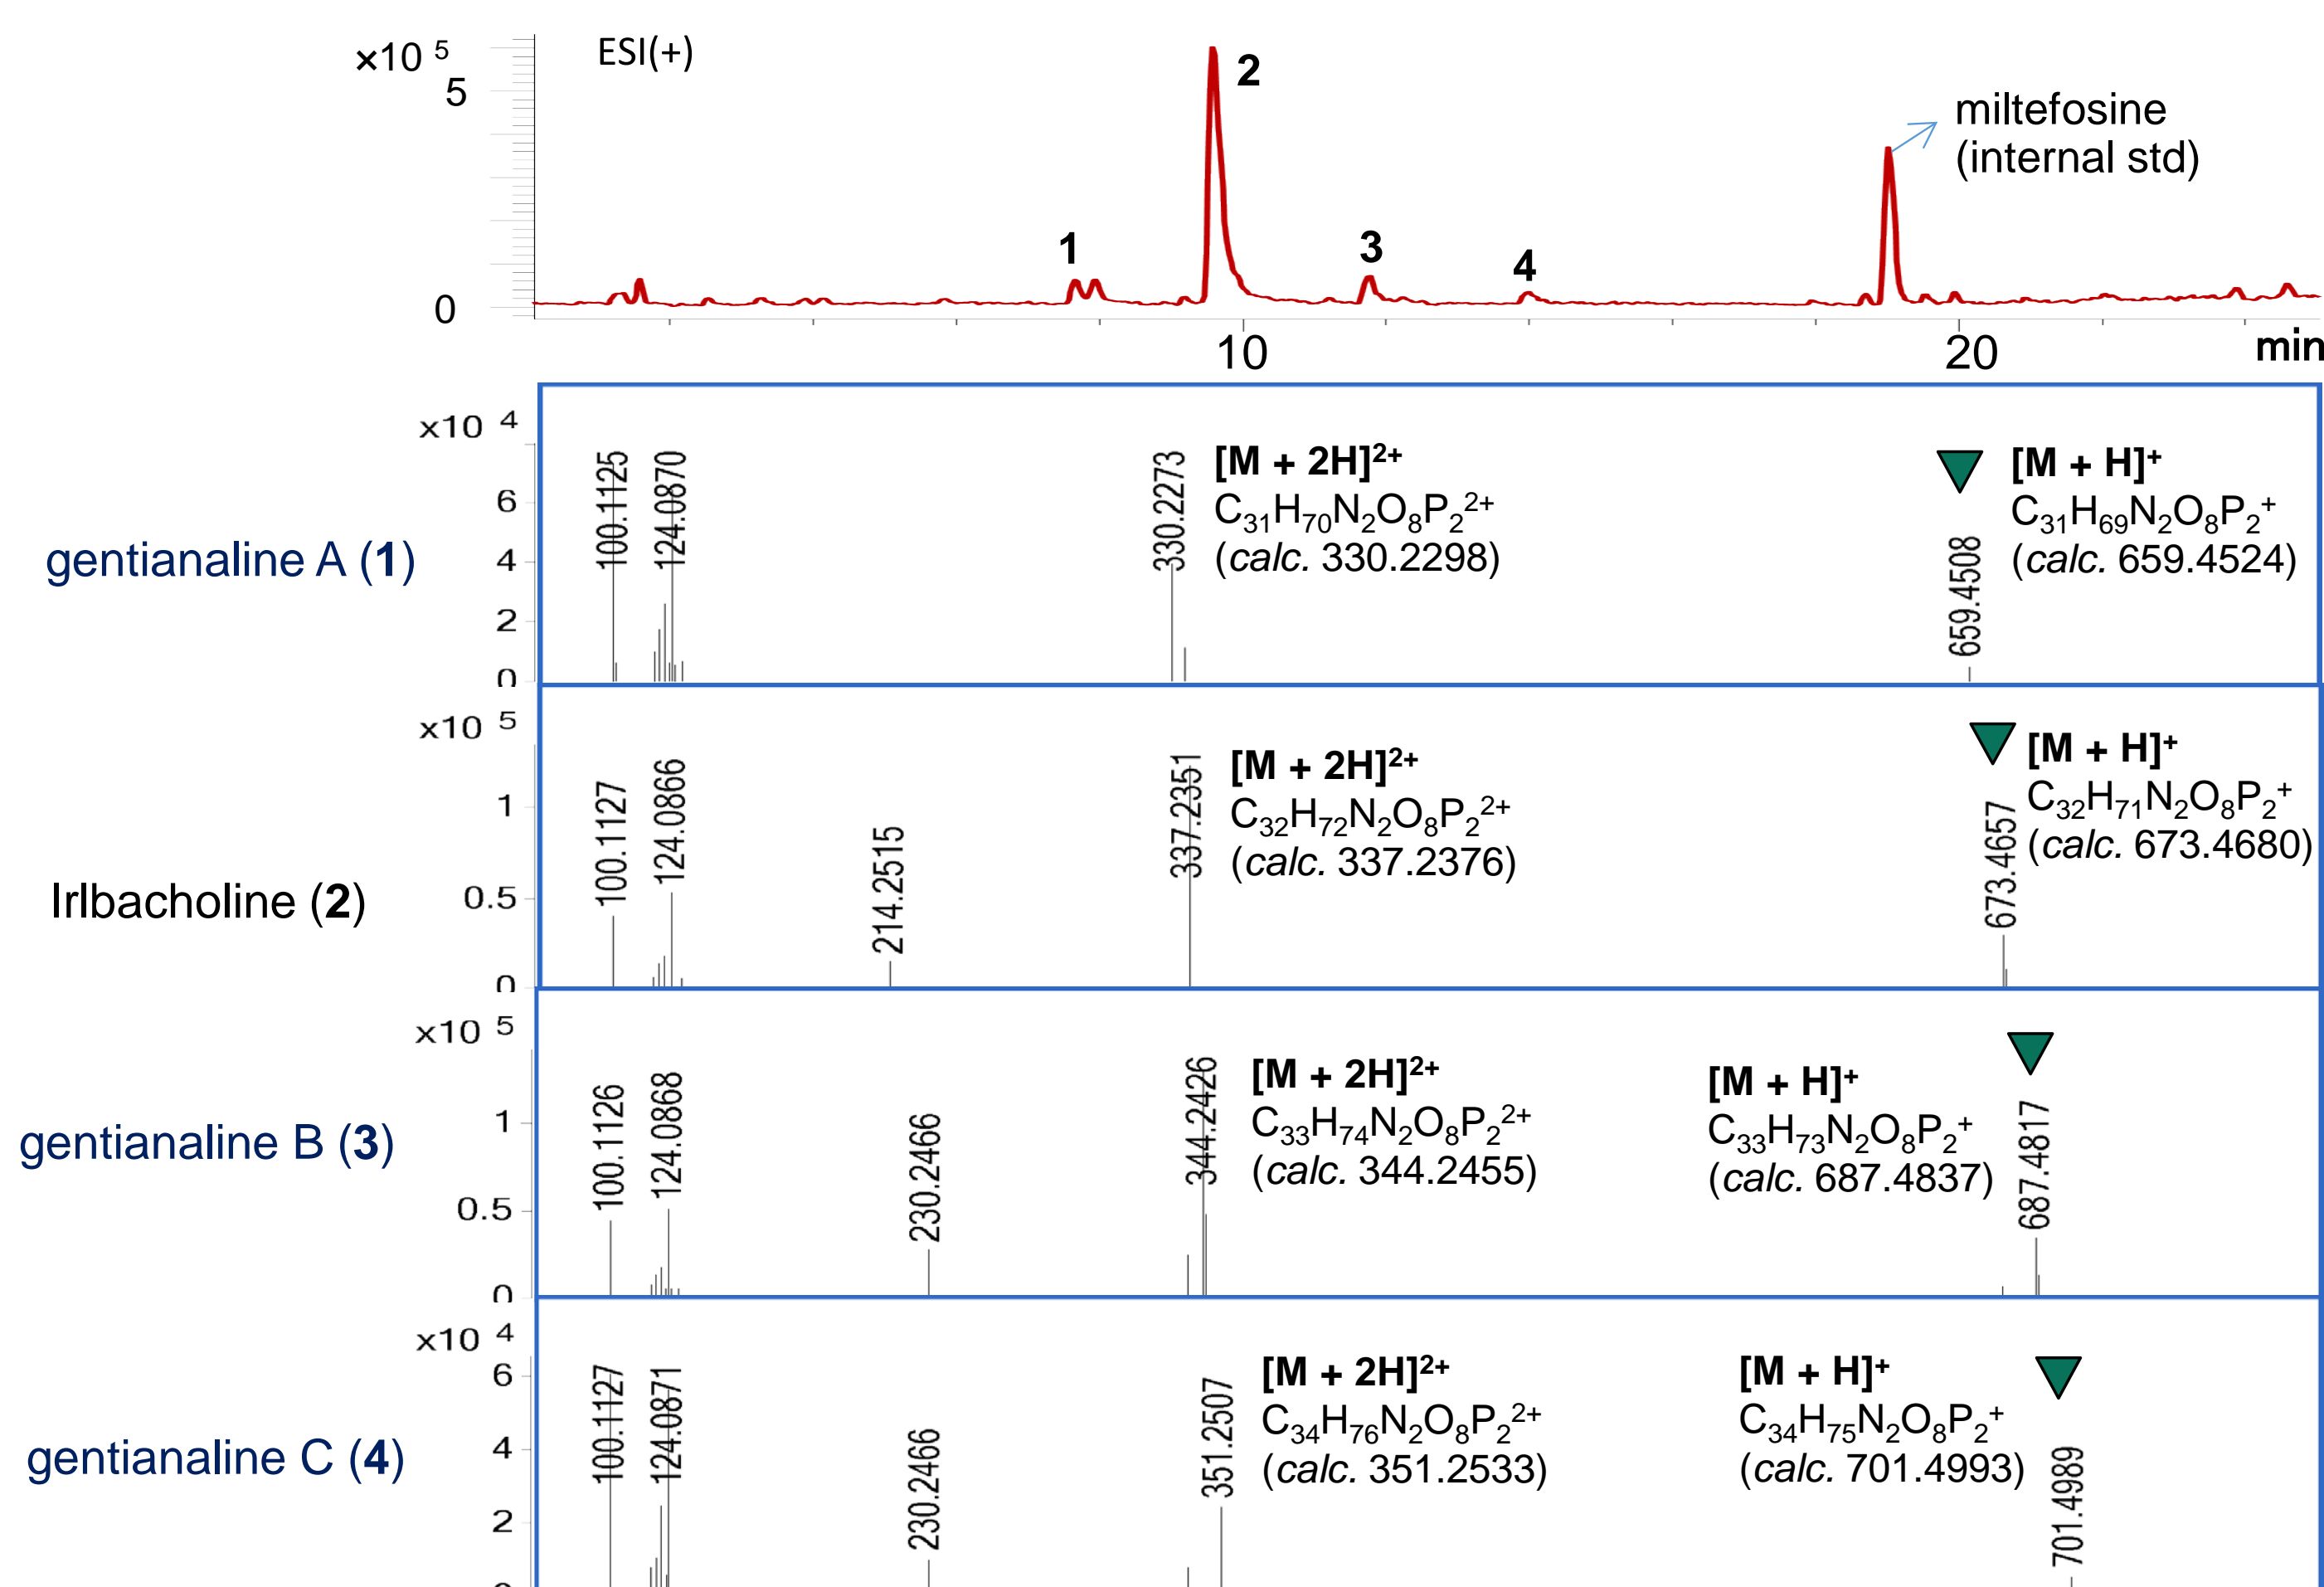 ×10 5
5
0
ESI(+)
1
2
3
4
miltefosine
(internal std)
10
20
min
gentianaline A (1)
x10 4
6
4
2
0
100.1125
124.0870
330.2273
[M + 2H]²⁺
C₃₁H₇₀N₂O₈P₂²⁺
(calc. 330.2298)
659.4508
[M + H]⁺
C₃₁H₆₉N₂O₈P₂⁺
(calc. 659.4524)
Irlbacholine (2)
x10 5
1
0.5
0
100.1127
124.0866
214.2515
337.2351
[M + 2H]²⁺
C₃₂H₇₂N₂O₈P₂²⁺
(calc. 337.2376)
673.4657
[M + H]⁺
C₃₂H₇₁N₂O₈P₂⁺
(calc. 673.4680)
gentianaline B (3)
x10 5
1
0.5
0
100.1126
124.0868
230.2466
344.2426
[M + 2H]²⁺
C₃₃H₇₄N₂O₈P₂²⁺
(calc. 344.2455)
[M + H]⁺
C₃₃H₇₃N₂O₈P₂⁺
(calc. 687.4837)
687.4817
gentianaline C (4)
x10 4
6
4
2
100.1127
124.0871
230.2466
351.2507
[M + 2H]²⁺
C₃₄H₇₆N₂O₈P₂²⁺
(calc. 351.2533)
[M + H]⁺
C₃₄H₇₅N₂O₈P₂⁺
(calc. 701.4993)
701.4989